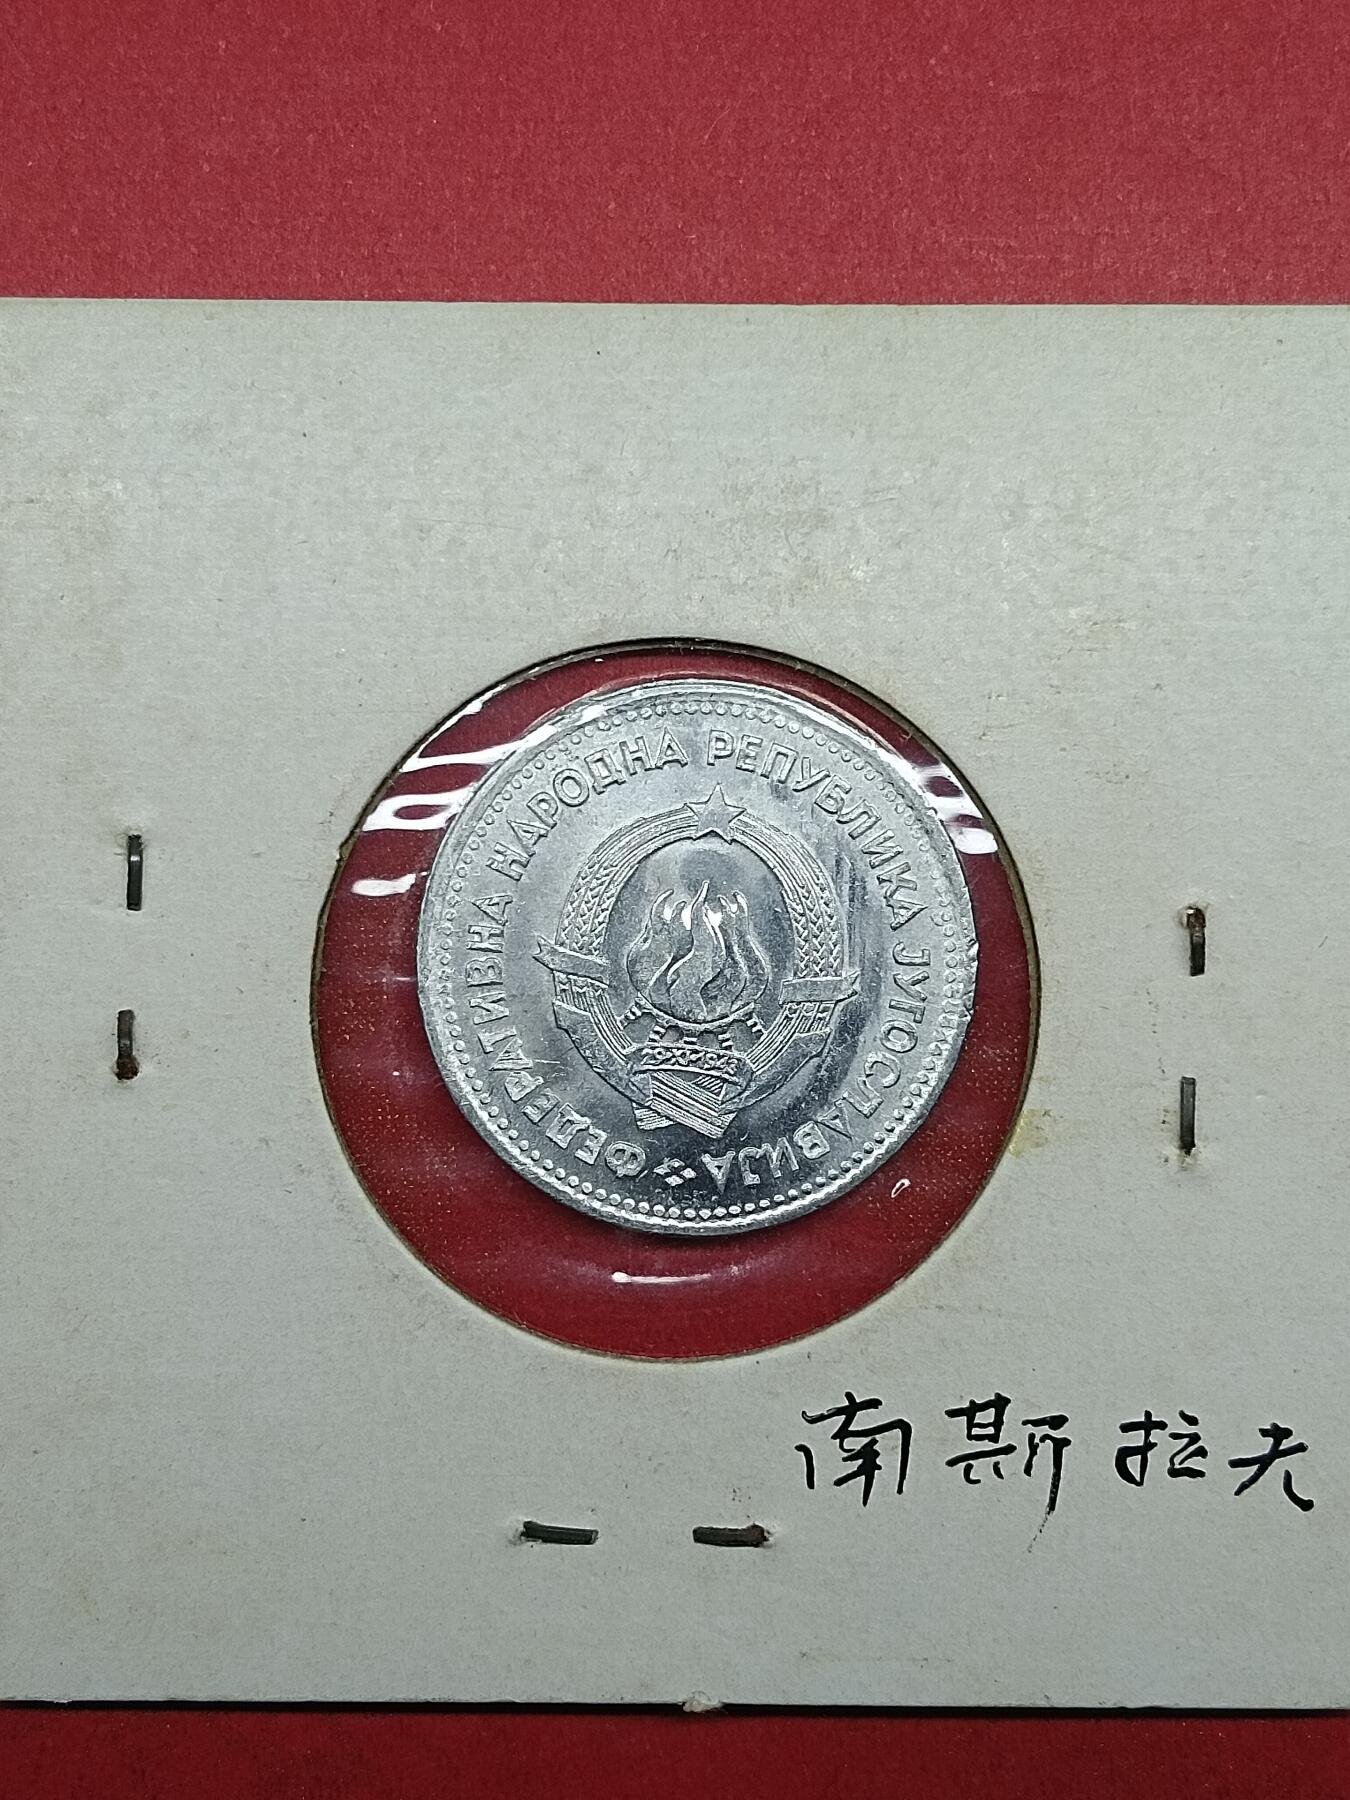 ФЕДЕРАТИВНА НАРОДНА РЕПУБЛИКА ЈУГОСЛАВИЈА
29·XI·1943
南斯拉夫